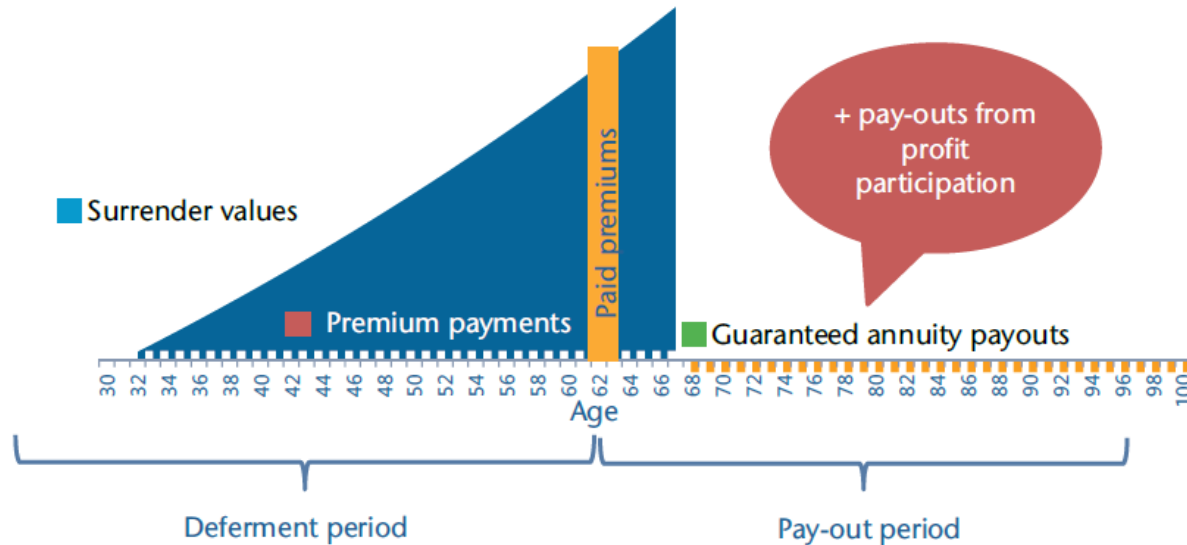 + pay-outs from
profit
participation
Surrender values
Paid premiums
Premium payments
Guaranteed annuity payouts
30 32 34 36 38 40 42 44 46 48 50 52 54 56 58 60 62 64 66 68 70 72 74 76 78 80 82 84 86 88 90 92 94 96 98 100
Age
Deferment period
Pay-out period